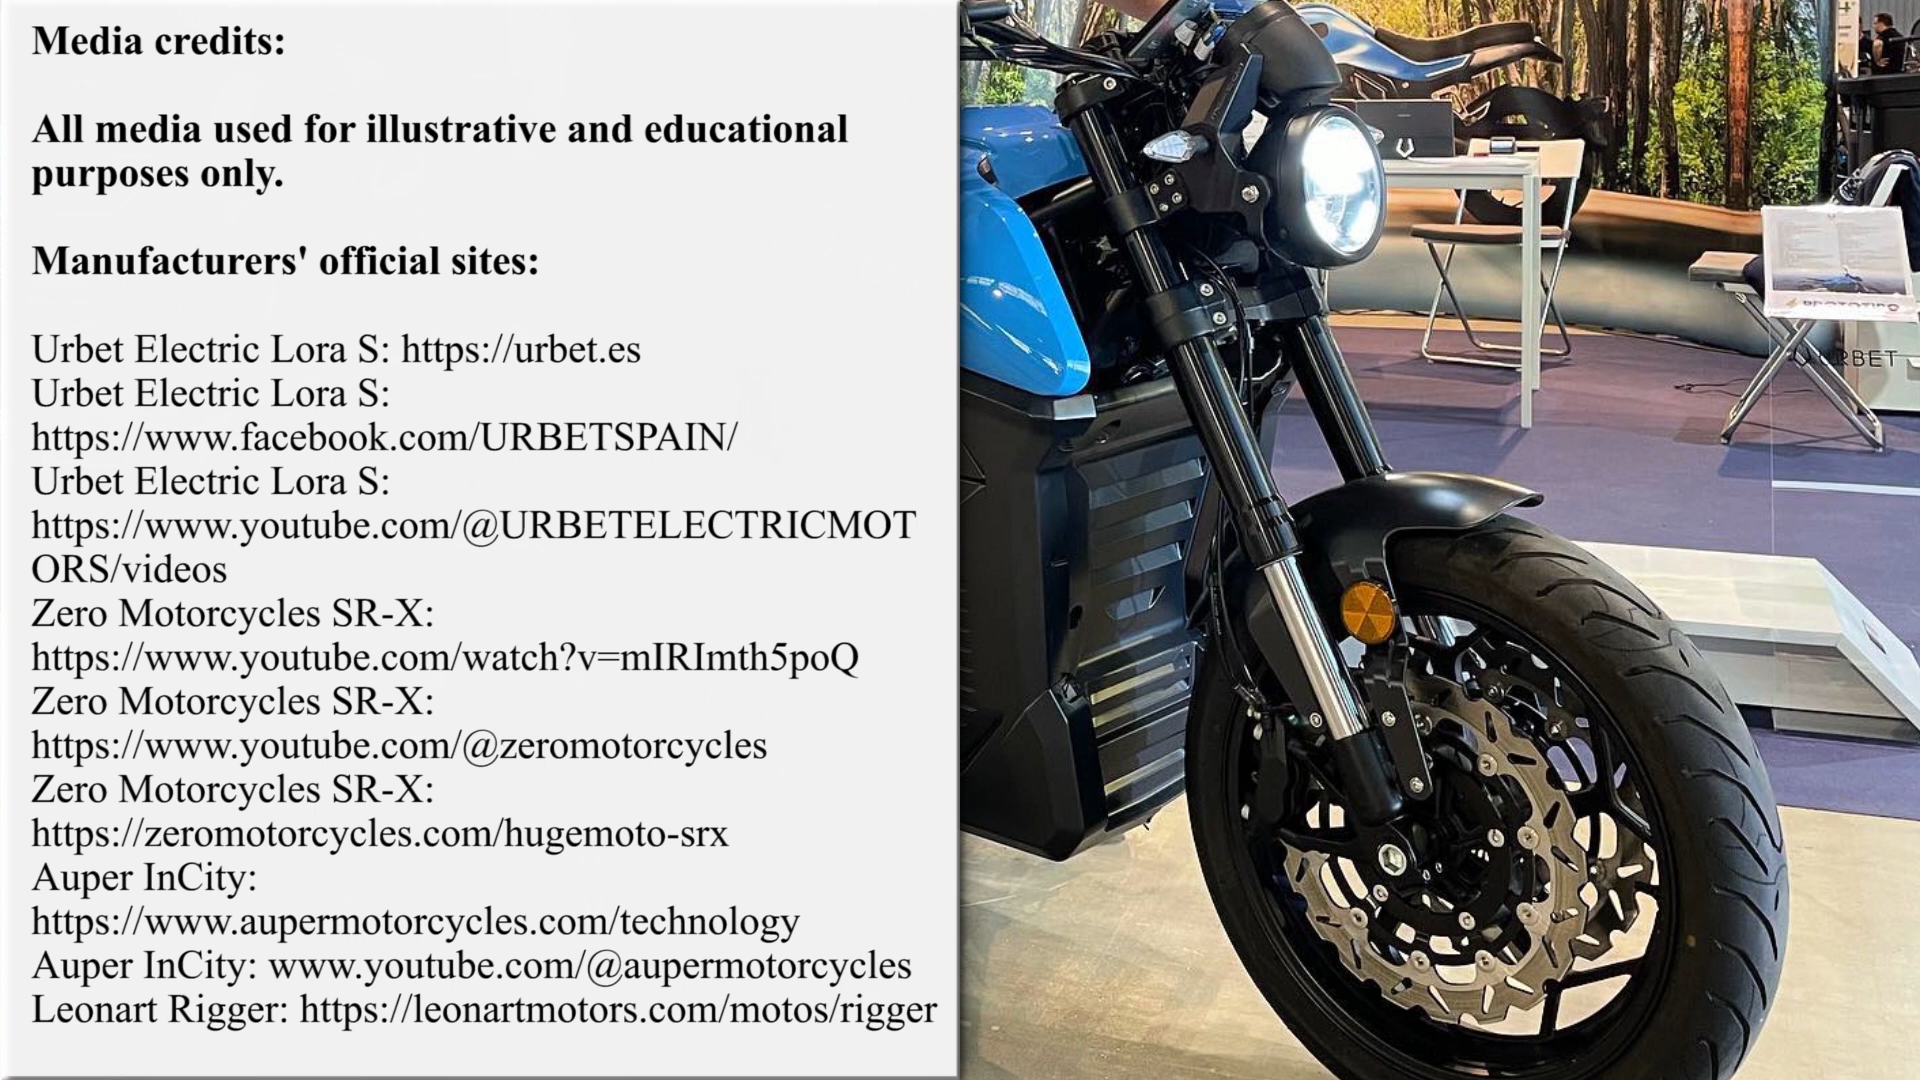 Media credits:
All media used for illustrative and educational
purposes only.
Manufacturers' official sites:
Urbet Electric Lora S: https://urbet.es
Urbet Electric Lora S:
https://www.facebook.com/URBETSPAIN/
Urbet Electric Lora S:
https://www.youtube.com/@URBETELECTRICMOT
ORS/videos
Zero Motorcycles SR-X:
https://www.youtube.com/watch?v=mIRImth5poQ
Zero Motorcycles SR-X:
https://www.youtube.com/@zeromotorcycles
Zero Motorcycles SR-X:
https://zeromotorcycles.com/hugemoto-srx
Auper InCity:
https://www.aupermotorcycles.com/technology
Auper InCity: www.youtube.com/@aupermotorcycles
Leonart Rigger: https://leonartmotors.com/motos/rigger
PROTOTIPO
URBET